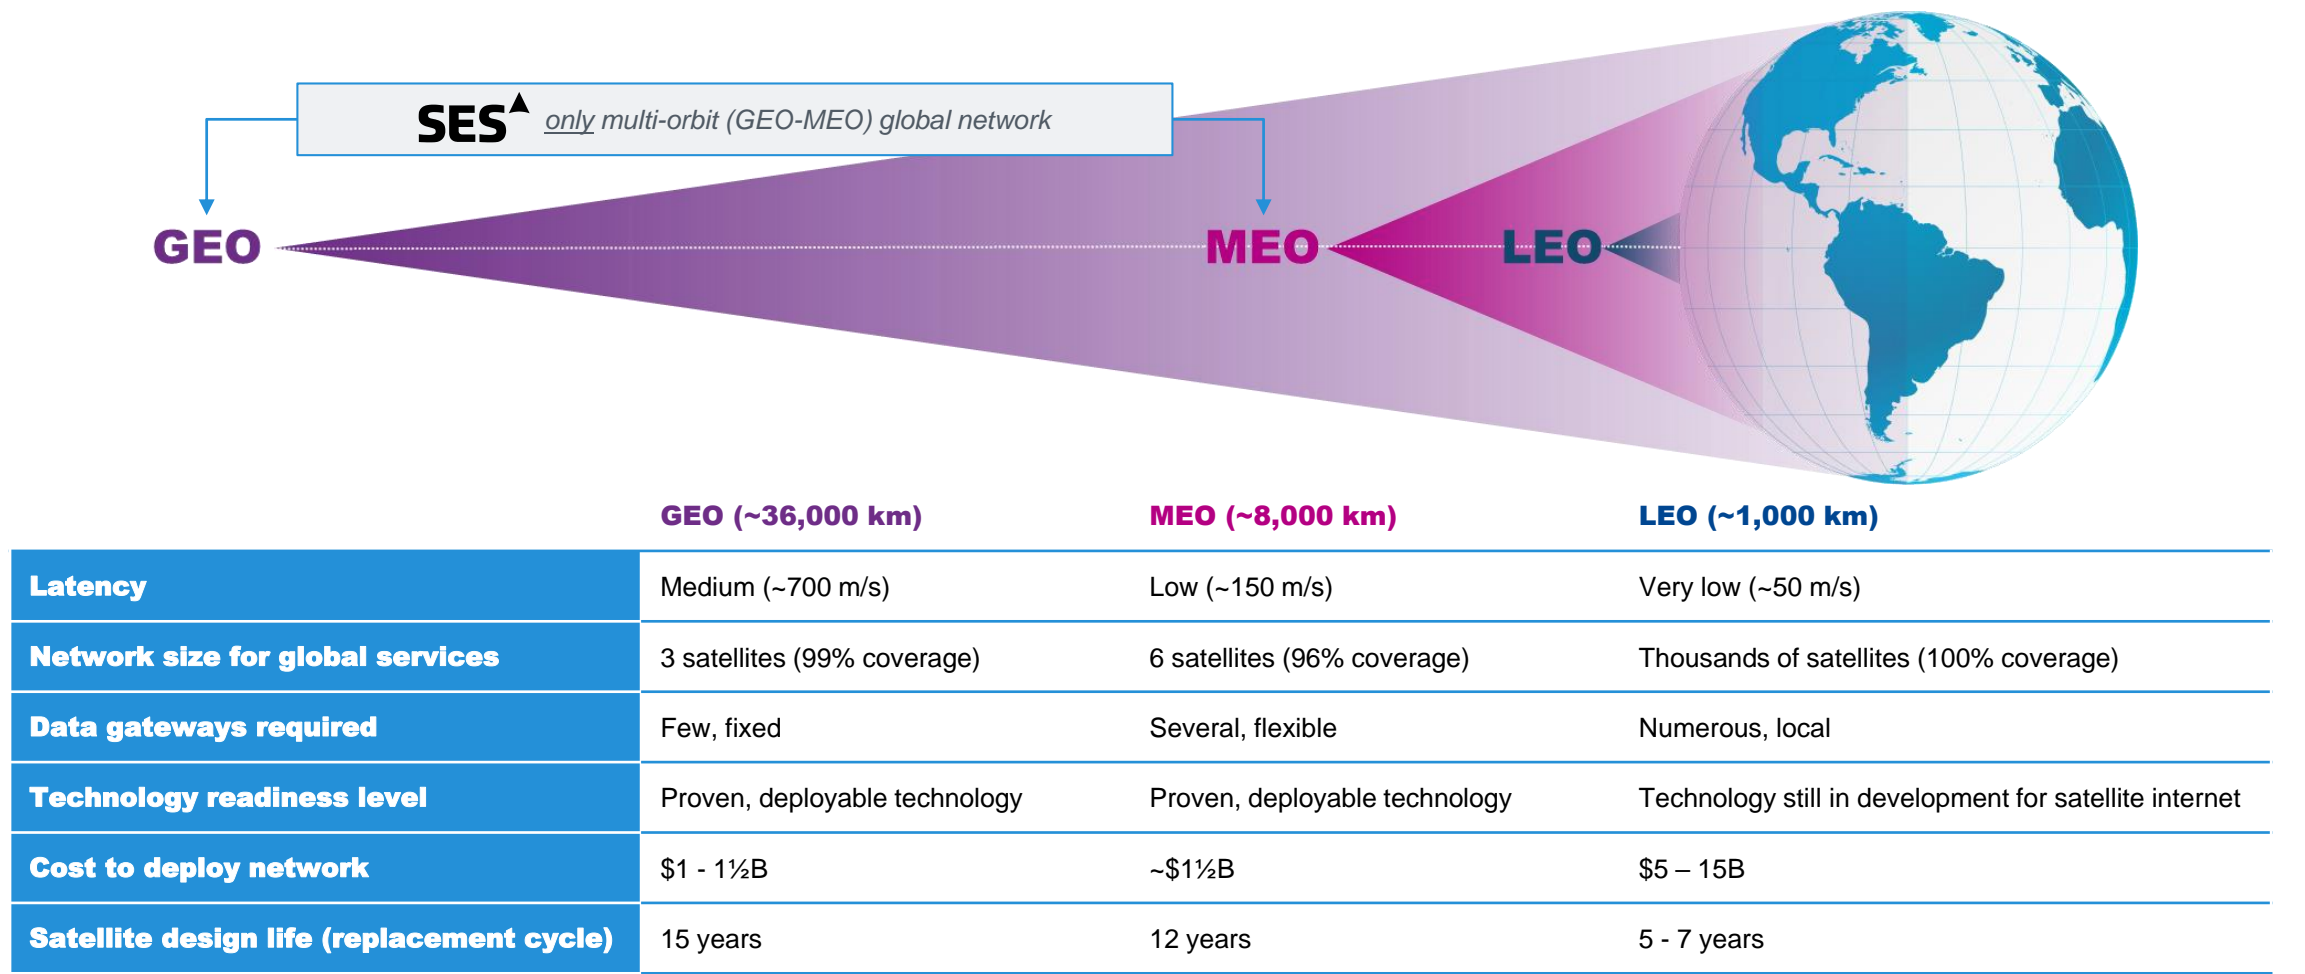 SES only multi-orbit (GEO-MEO) global network
GEO MEO LEO
GEO (~36,000 km) MEO (~8,000 km) LEO (~1,000 km)
Latency Medium (~700 m/s) Low (~150 m/s) Very low (~50 m/s)
Network size for global services 3 satellites (99% coverage) 6 satellites (96% coverage) Thousands of satellites (100% coverage)
Data gateways required Few, fixed Several, flexible Numerous, local
Technology readiness level Proven, deployable technology Proven, deployable technology Technology still in development for satellite internet
Cost to deploy network $1 - 1½B ~$1½B $5 – 15B
Satellite design life (replacement cycle) 15 years 12 years 5 - 7 years